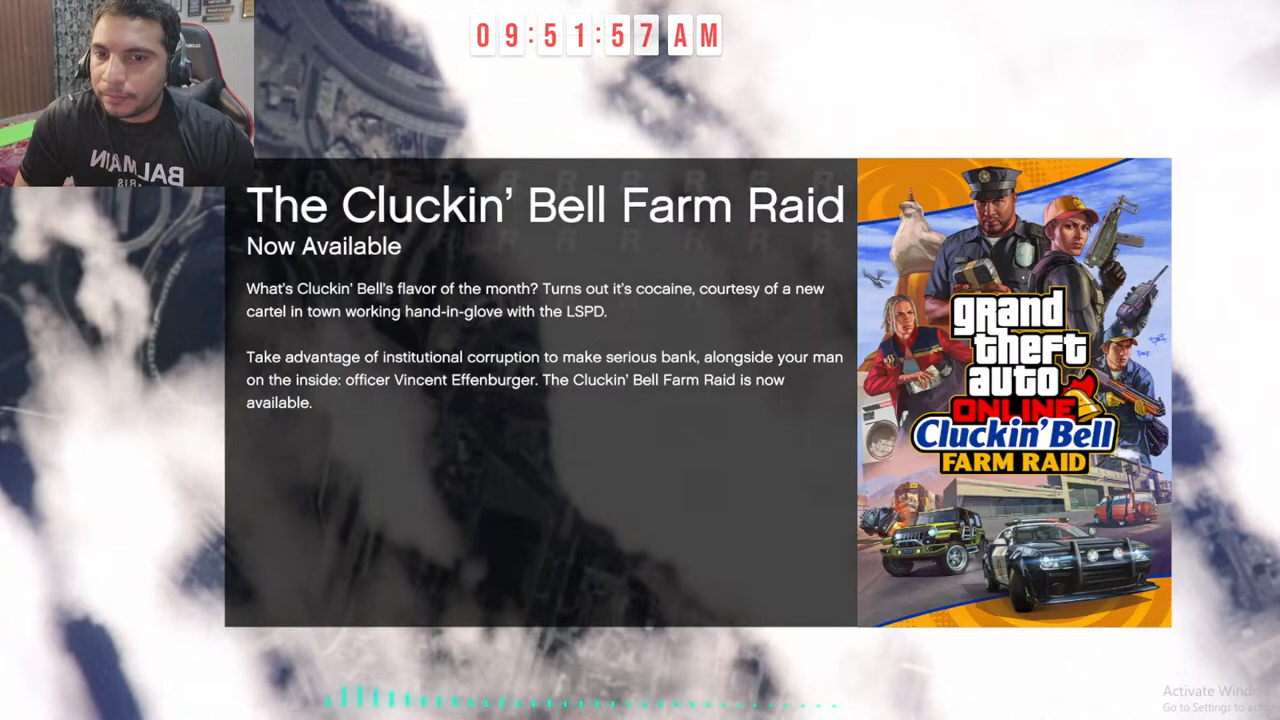 09:51:57 AM
BALMAIN
PARIS
The Cluckin’ Bell Farm Raid
Now Available
What’s Cluckin’ Bell’s flavor of the month? Turns out it’s cocaine, courtesy of a new
cartel in town working hand-in-glove with the LSPD.
Take advantage of institutional corruption to make serious bank, alongside your man
on the inside: officer Vincent Effenburger. The Cluckin’ Bell Farm Raid is now
available.
grand
theft
auto
ONLINE
Cluckin’ Bell
FARM RAID
Activate Windo
Go to Settings to a